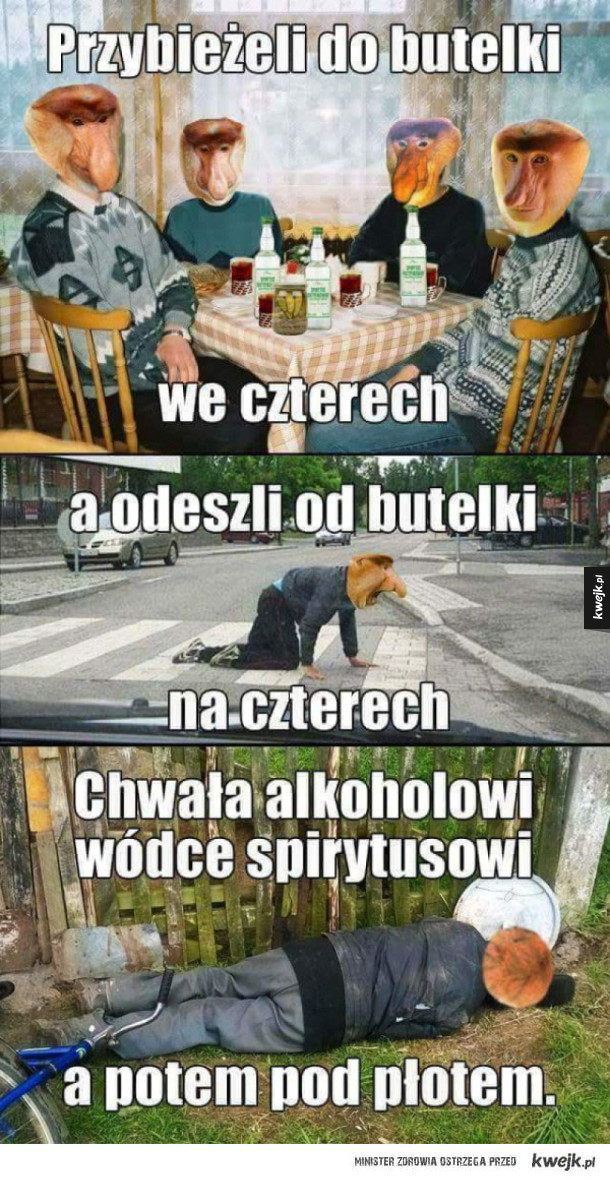 Przybieżeli do butelki
we czterech
a odeszli od butelki
na czterech
kwejk.pl
Chwała alkoholowi
wódce spirytusowi
a potem pod płotem.
MINISTER ZDROWIA OSTRZEGA PRZED kwejk.pl